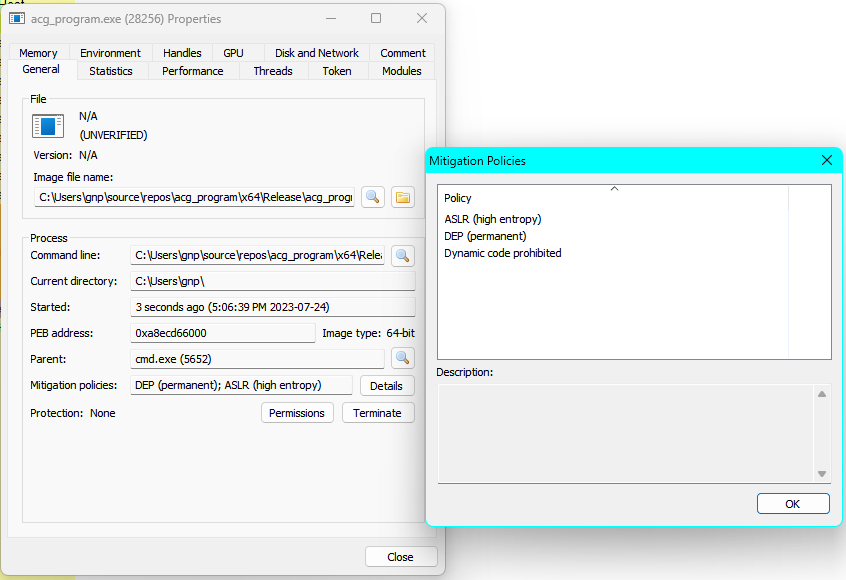 acg_program.exe (28256) Properties
Memory Environment Handles GPU Disk and Network Comment
General Statistics Performance Threads Token Modules
File
N/A
(UNVERIFIED)
Version: N/A
Image file name:
C:\Users\gnp\source\repos\acg_program\x64\Release\acg_progr
Process
Command line: C:\Users\gnp\source\repos\acg_program\x64\Relea
Current directory: C:\Users\gnp\
Started: 3 seconds ago (5:06:39 PM 2023-07-24)
PEB address: 0xa8ecd66000 Image type: 64-bit
Parent: cmd.exe (5652)
Mitigation policies: DEP (permanent); ASLR (high entropy) Details
Protection: None Permissions Terminate
Close
Mitigation Policies
Policy
ASLR (high entropy)
DEP (permanent)
Dynamic code prohibited
Description:
OK